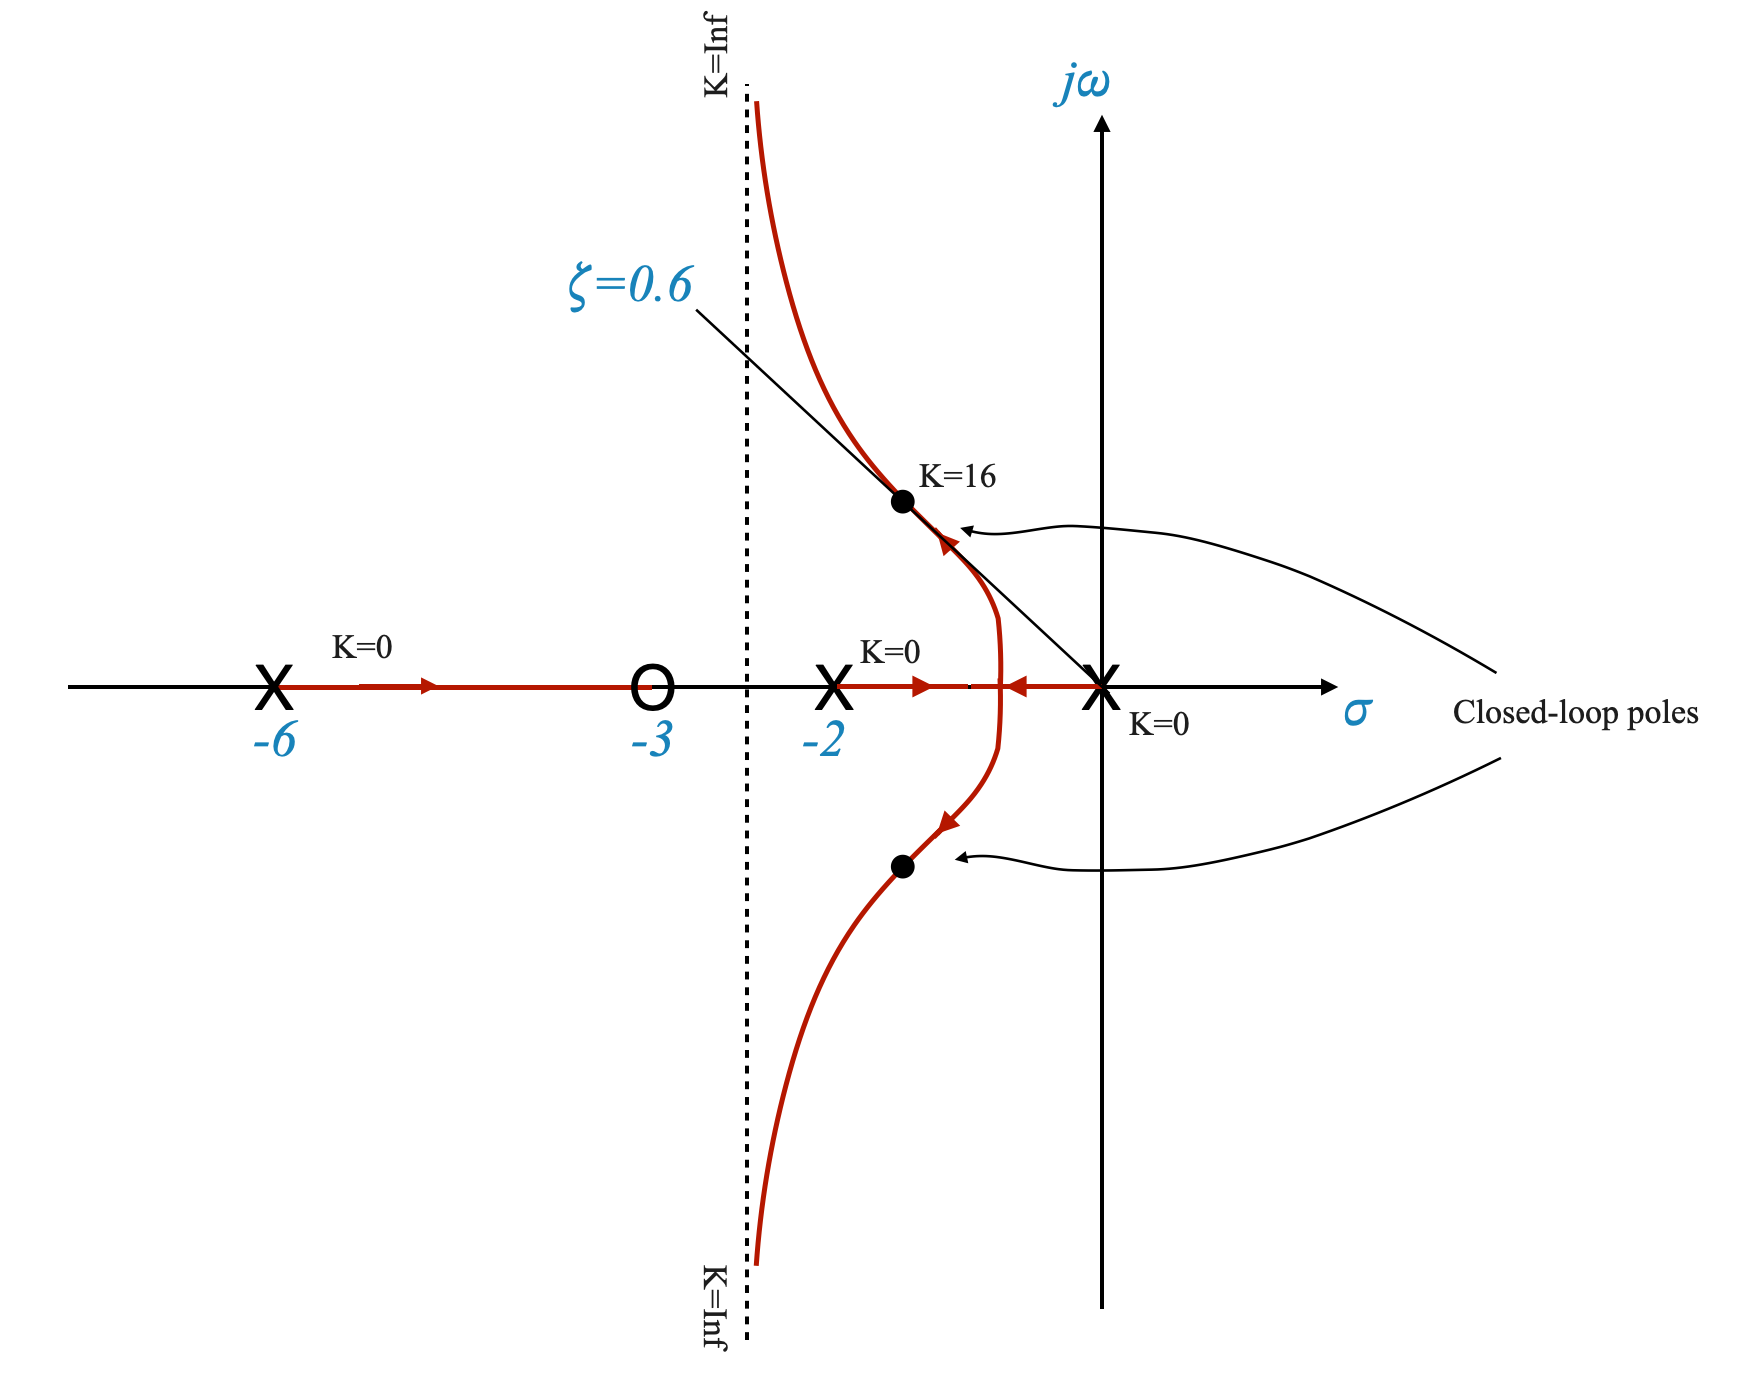 K=Inf
jω
ζ=0.6
K=16
K=0
K=0
X
O
X
X
-6
-3
-2
K=0
σ
Closed-loop poles
K=Inf